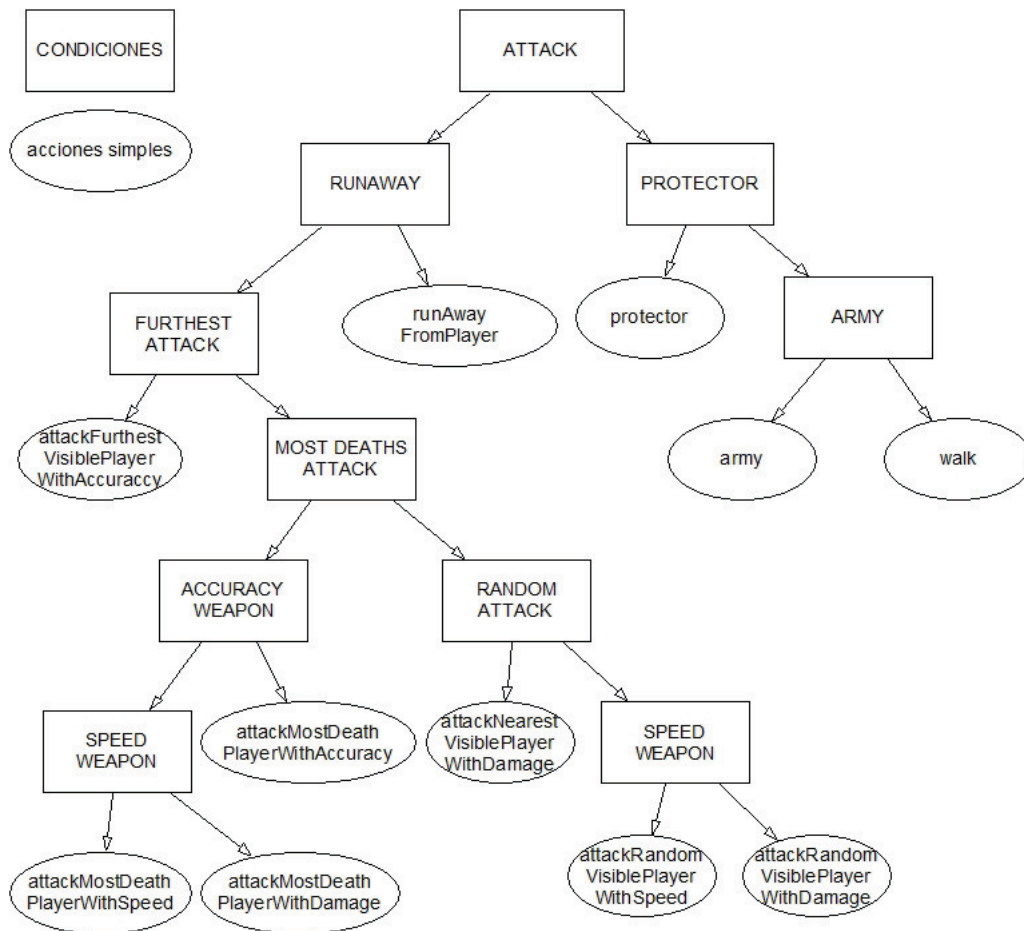 CONDICIONES
ATTACK
acciones simples
RUNAWAY
PROTECTOR
FURTHEST
ATTACK
runAway
FromPlayer
protector
ARMY
attackFurthest
VisiblePlayer
WithAccuraccy
MOST DEATHS
ATTACK
army
walk
ACCURACY
WEAPON
RANDOM
ATTACK
SPEED
WEAPON
attackMostDeath
PlayerWithAccuracy
attackNearest
VisiblePlayer
WithDamage
SPEED
WEAPON
attackMostDeath
PlayerWithSpeed
attackMostDeath
PlayerWithDamage
attackRandom
VisiblePlayer
WithSpeed
attackRandom
VisiblePlayer
WithDamage